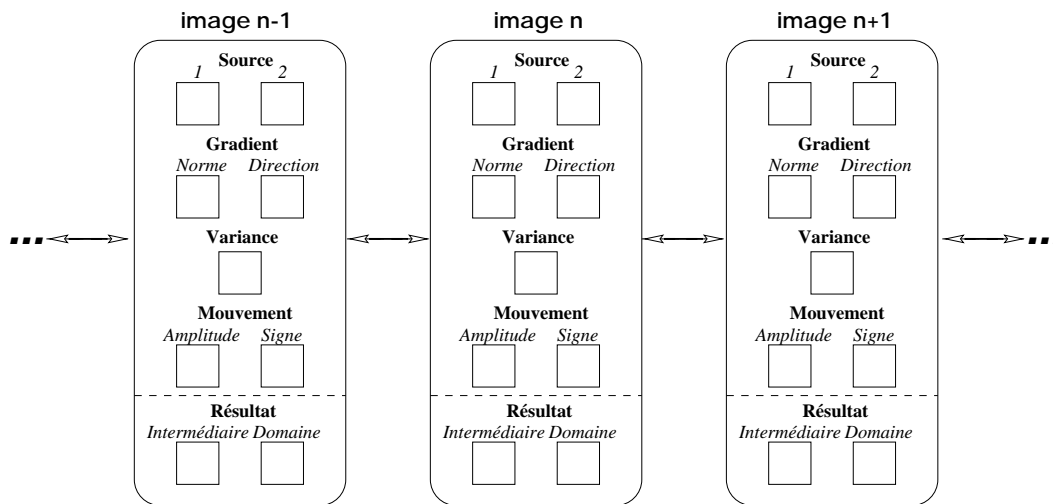 image n-1
Source
1 2
Gradient
Norme Direction
Variance
Mouvement
Amplitude Signe
Résultat
Intermédiaire Domaine
image n
Source
1 2
Gradient
Norme Direction
Variance
Mouvement
Amplitude Signe
Résultat
Intermédiaire Domaine
image n+1
Source
1 2
Gradient
Norme Direction
Variance
Mouvement
Amplitude Signe
Résultat
Intermédiaire Domaine
...
..